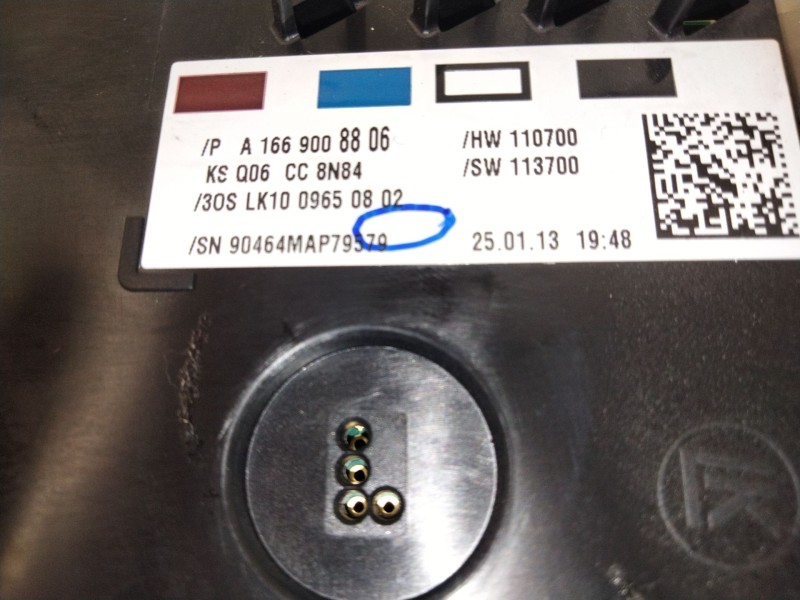 /P A 166 900 88 06
/HW 110700
KS Q06 CC 8N84
/SW 113700
/3OS LK10 0965 08 02
/SN 90464MAP79579
25.01.13 19:48
LK